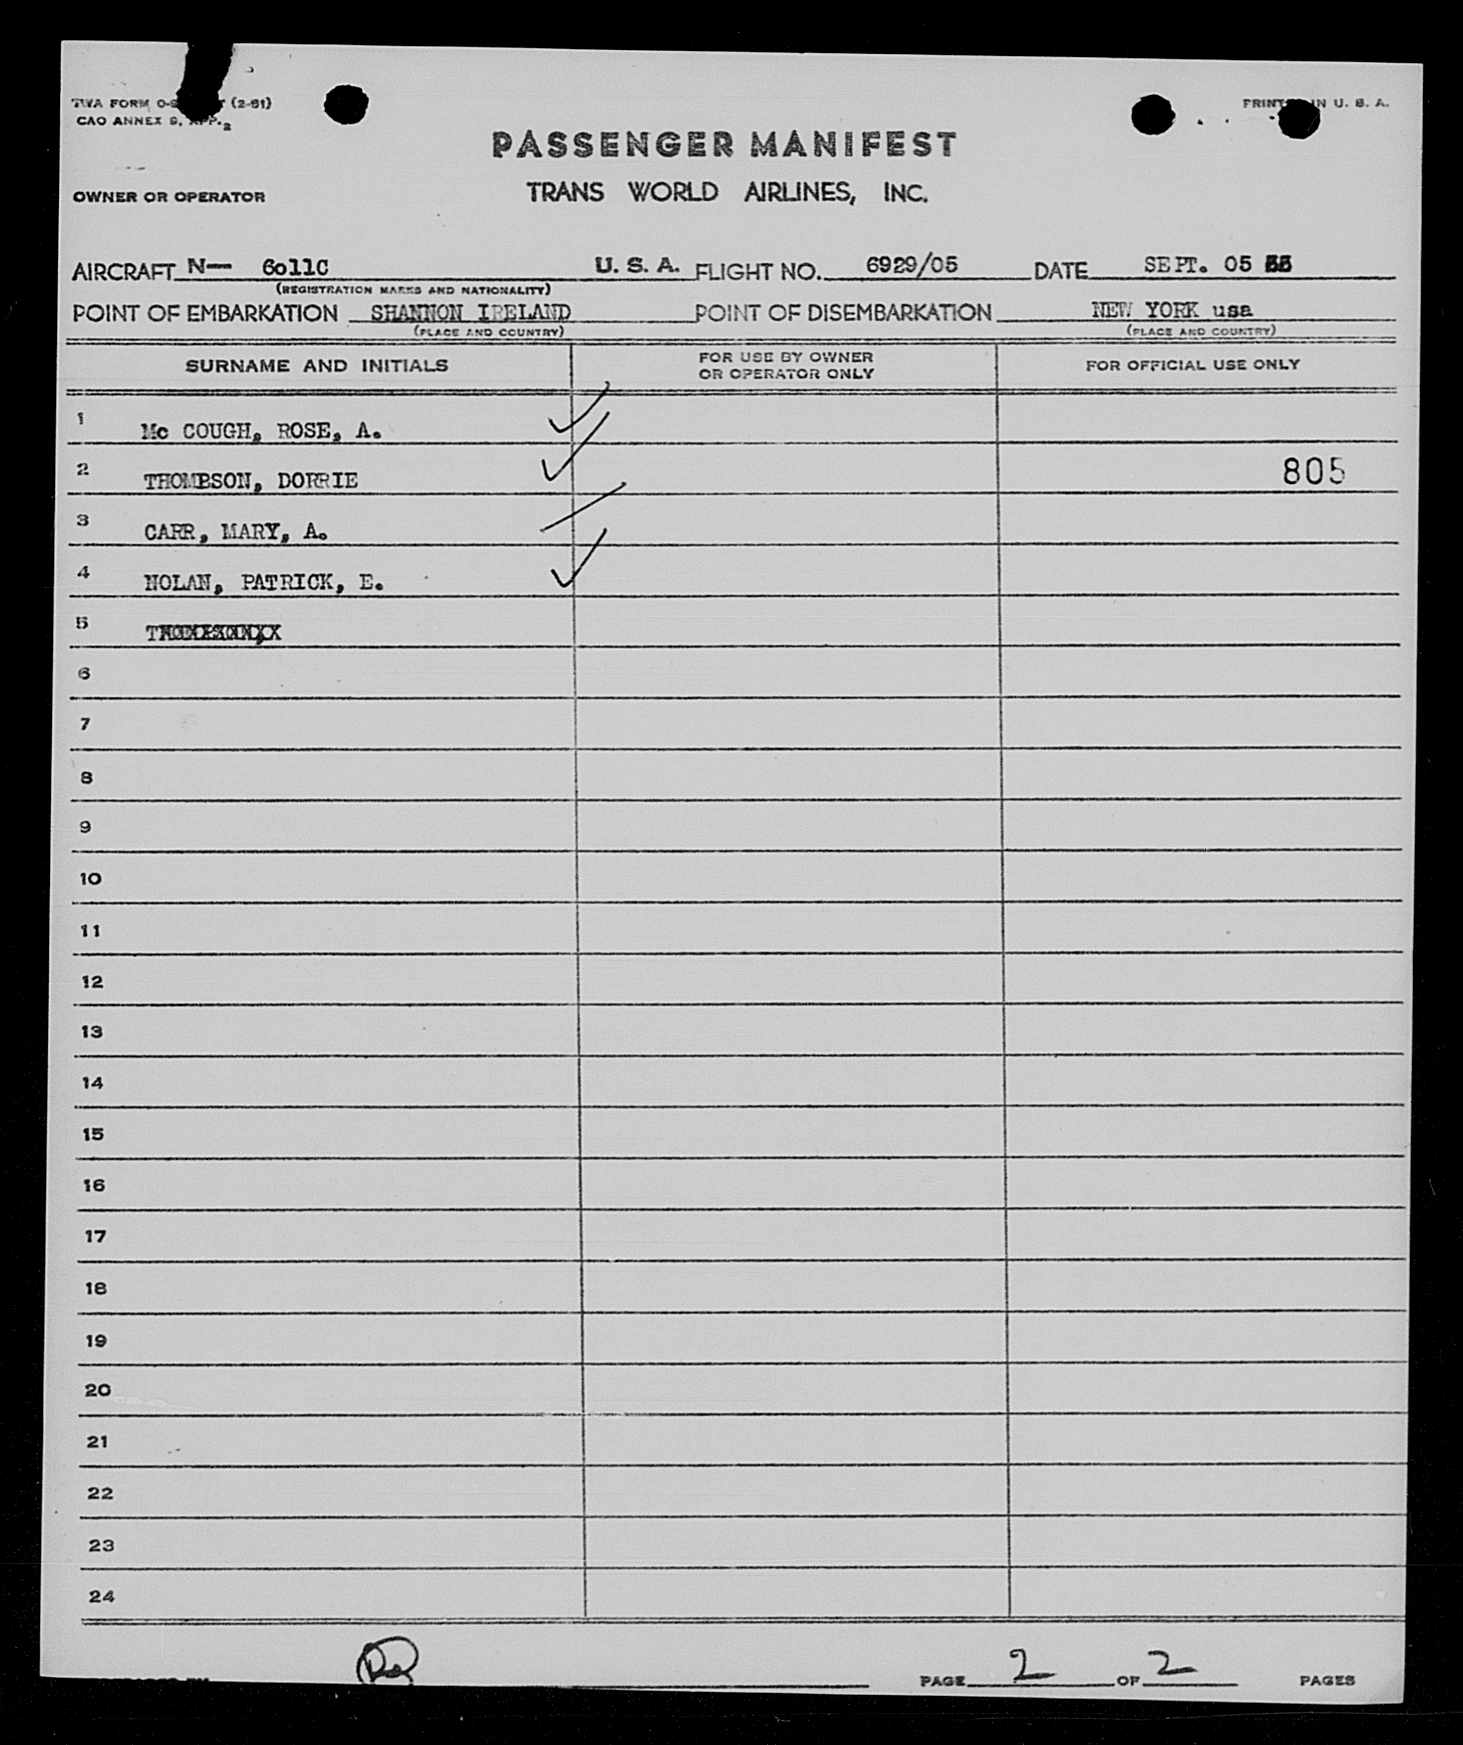 TWA FORM (2-61)
CAO ANNEX 9, APP. 2
PRINTED IN U. S. A.
PASSENGER MANIFEST
OWNER OR OPERATOR
TRANS WORLD AIRLINES, INC.
AIRCRAFT N— 6011C U. S. A. FLIGHT NO. 6929/05 DATE SEPT. 05
(REGISTRATION MARKS AND NATIONALITY)
POINT OF EMBARKATION SHANNON IRELAND POINT OF DISEMBARKATION NEW YORK usa
(PLACE AND COUNTRY) (PLACE AND COUNTRY)
SURNAME AND INITIALS FOR USE BY OWNER OR OPERATOR ONLY FOR OFFICIAL USE ONLY
1 Mc COUGH, ROSE, A.
2 THOMPSON, DORRIE 805
3 CARR, MARY, A.
4 NOLAN, PATRICK, E.
5
6
7
8
9
10
11
12
13
14
15
16
17
18
19
20
21
22
23
24
PAGE 2 OF 2 PAGES